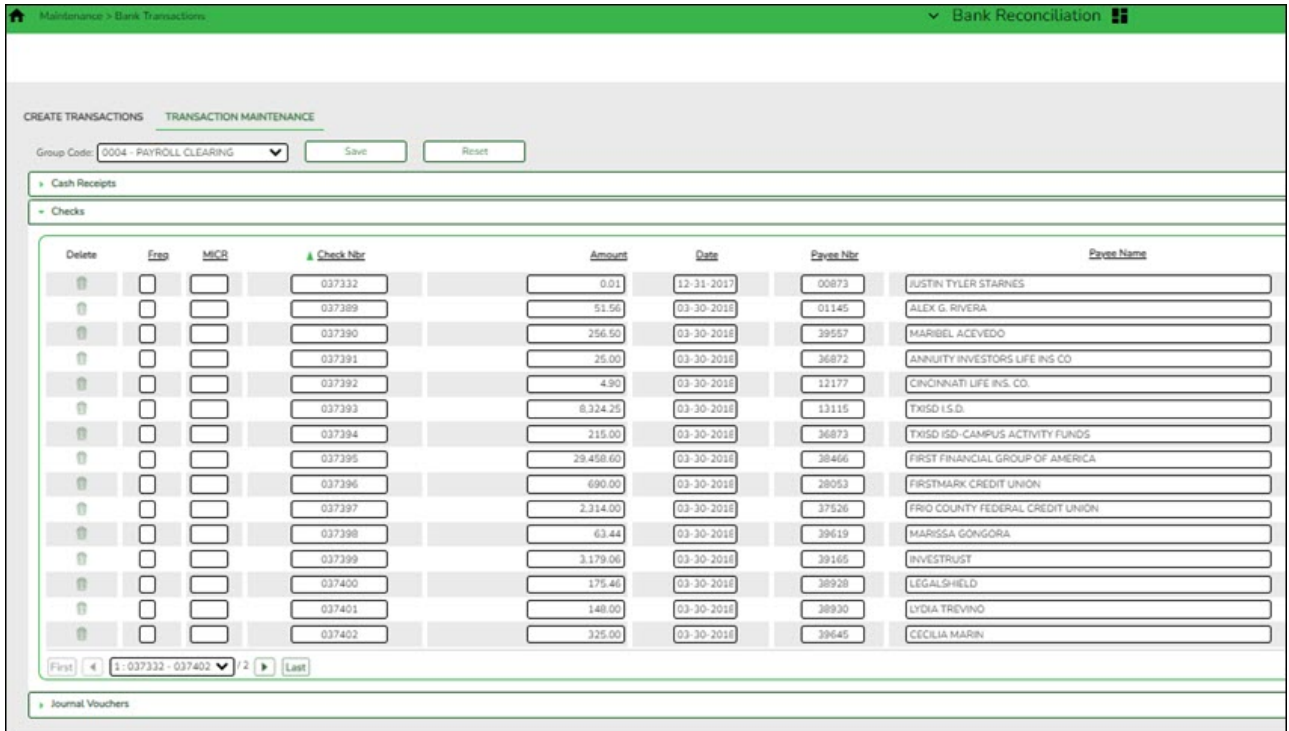 Maintenance > Bank Transactions Bank Reconciliation
CREATE TRANSACTIONS TRANSACTION MAINTENANCE
Group Code: 0004 - PAYROLL CLEARING Save Reset
Cash Receipts
Checks
Delete Freq MICR Check Nbr Amount Date Payee Nbr Payee Name
037332 0.01 12-31-2017 00873 JUSTIN TYLER STARNES
037389 51.56 03-30-2018 01145 ALEX G. RIVERA
037390 256.50 03-30-2018 39557 MARIBEL ACEVEDO
037391 25.00 03-30-2018 36872 ANNUITY INVESTORS LIFE INS CO
037392 4.90 03-30-2018 12177 CINCINNATI LIFE INS. CO.
037393 8,324.25 03-30-2018 13115 TXISD I.S.D.
037394 215.00 03-30-2018 36873 TXISD ISD-CAMPUS ACTIVITY FUNDS
037395 29,458.60 03-30-2018 38466 FIRST FINANCIAL GROUP OF AMERICA
037396 690.00 03-30-2018 28053 FIRSTMARK CREDIT UNION
037397 2,314.00 03-30-2018 37526 FRIO COUNTY FEDERAL CREDIT UNION
037398 63.44 03-30-2018 39619 MARISSA GONGORA
037399 3,179.06 03-30-2018 39165 INVESTRUST
037400 175.46 03-30-2018 38928 LEGALSHIELD
037401 148.00 03-30-2018 38930 LYDIA TREVINO
037402 325.00 03-30-2018 39645 CECILIA MARIN
First 1 : 037332 - 037402 / 2 Last
Journal Vouchers